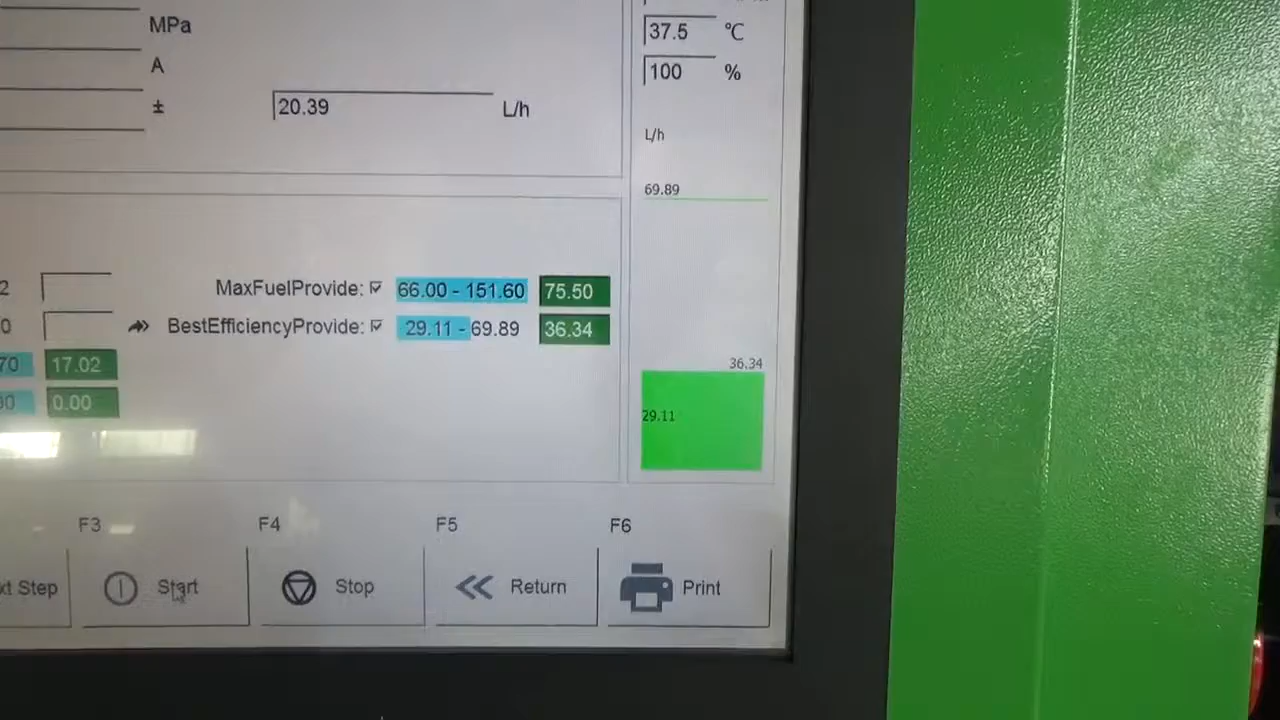 MPa
37.5 °C
A
100 %
± 20.39 L/h
L/h
69.89
2 MaxFuelProvide: 66.00 - 151.60 75.50
0 BestEfficiencyProvide: 29.11 - 69.89 36.34
70 17.02
36.34
00 0.00
29.11
F3 F4 F5 F6
xt Step Start Stop Return Print